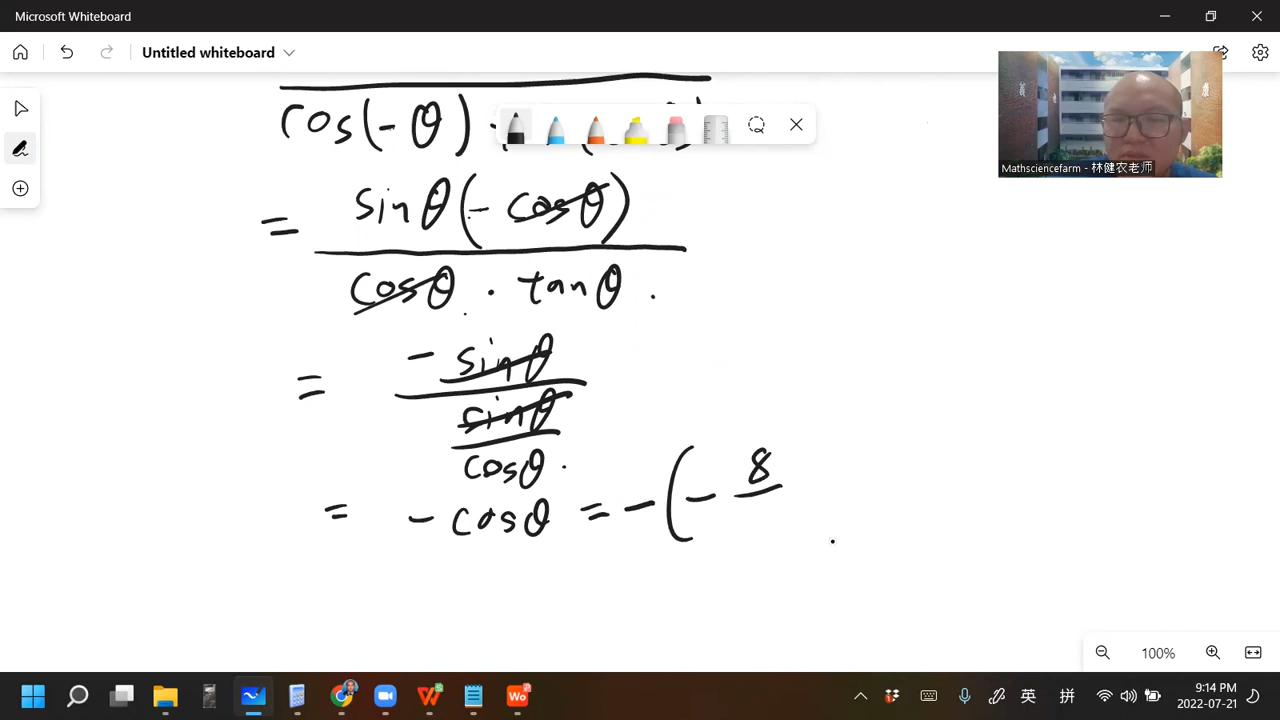 Microsoft Whiteboard
Untitled whiteboard
Mathsciencefarm - 林健农老师
cos(-θ)
= sinθ(- cosθ)
cosθ · tanθ .
= - sinθ
sinθ
cosθ .
= - cosθ = -(- 8
100%
W
Wo
英
拼
9:14 PM
2022-07-21